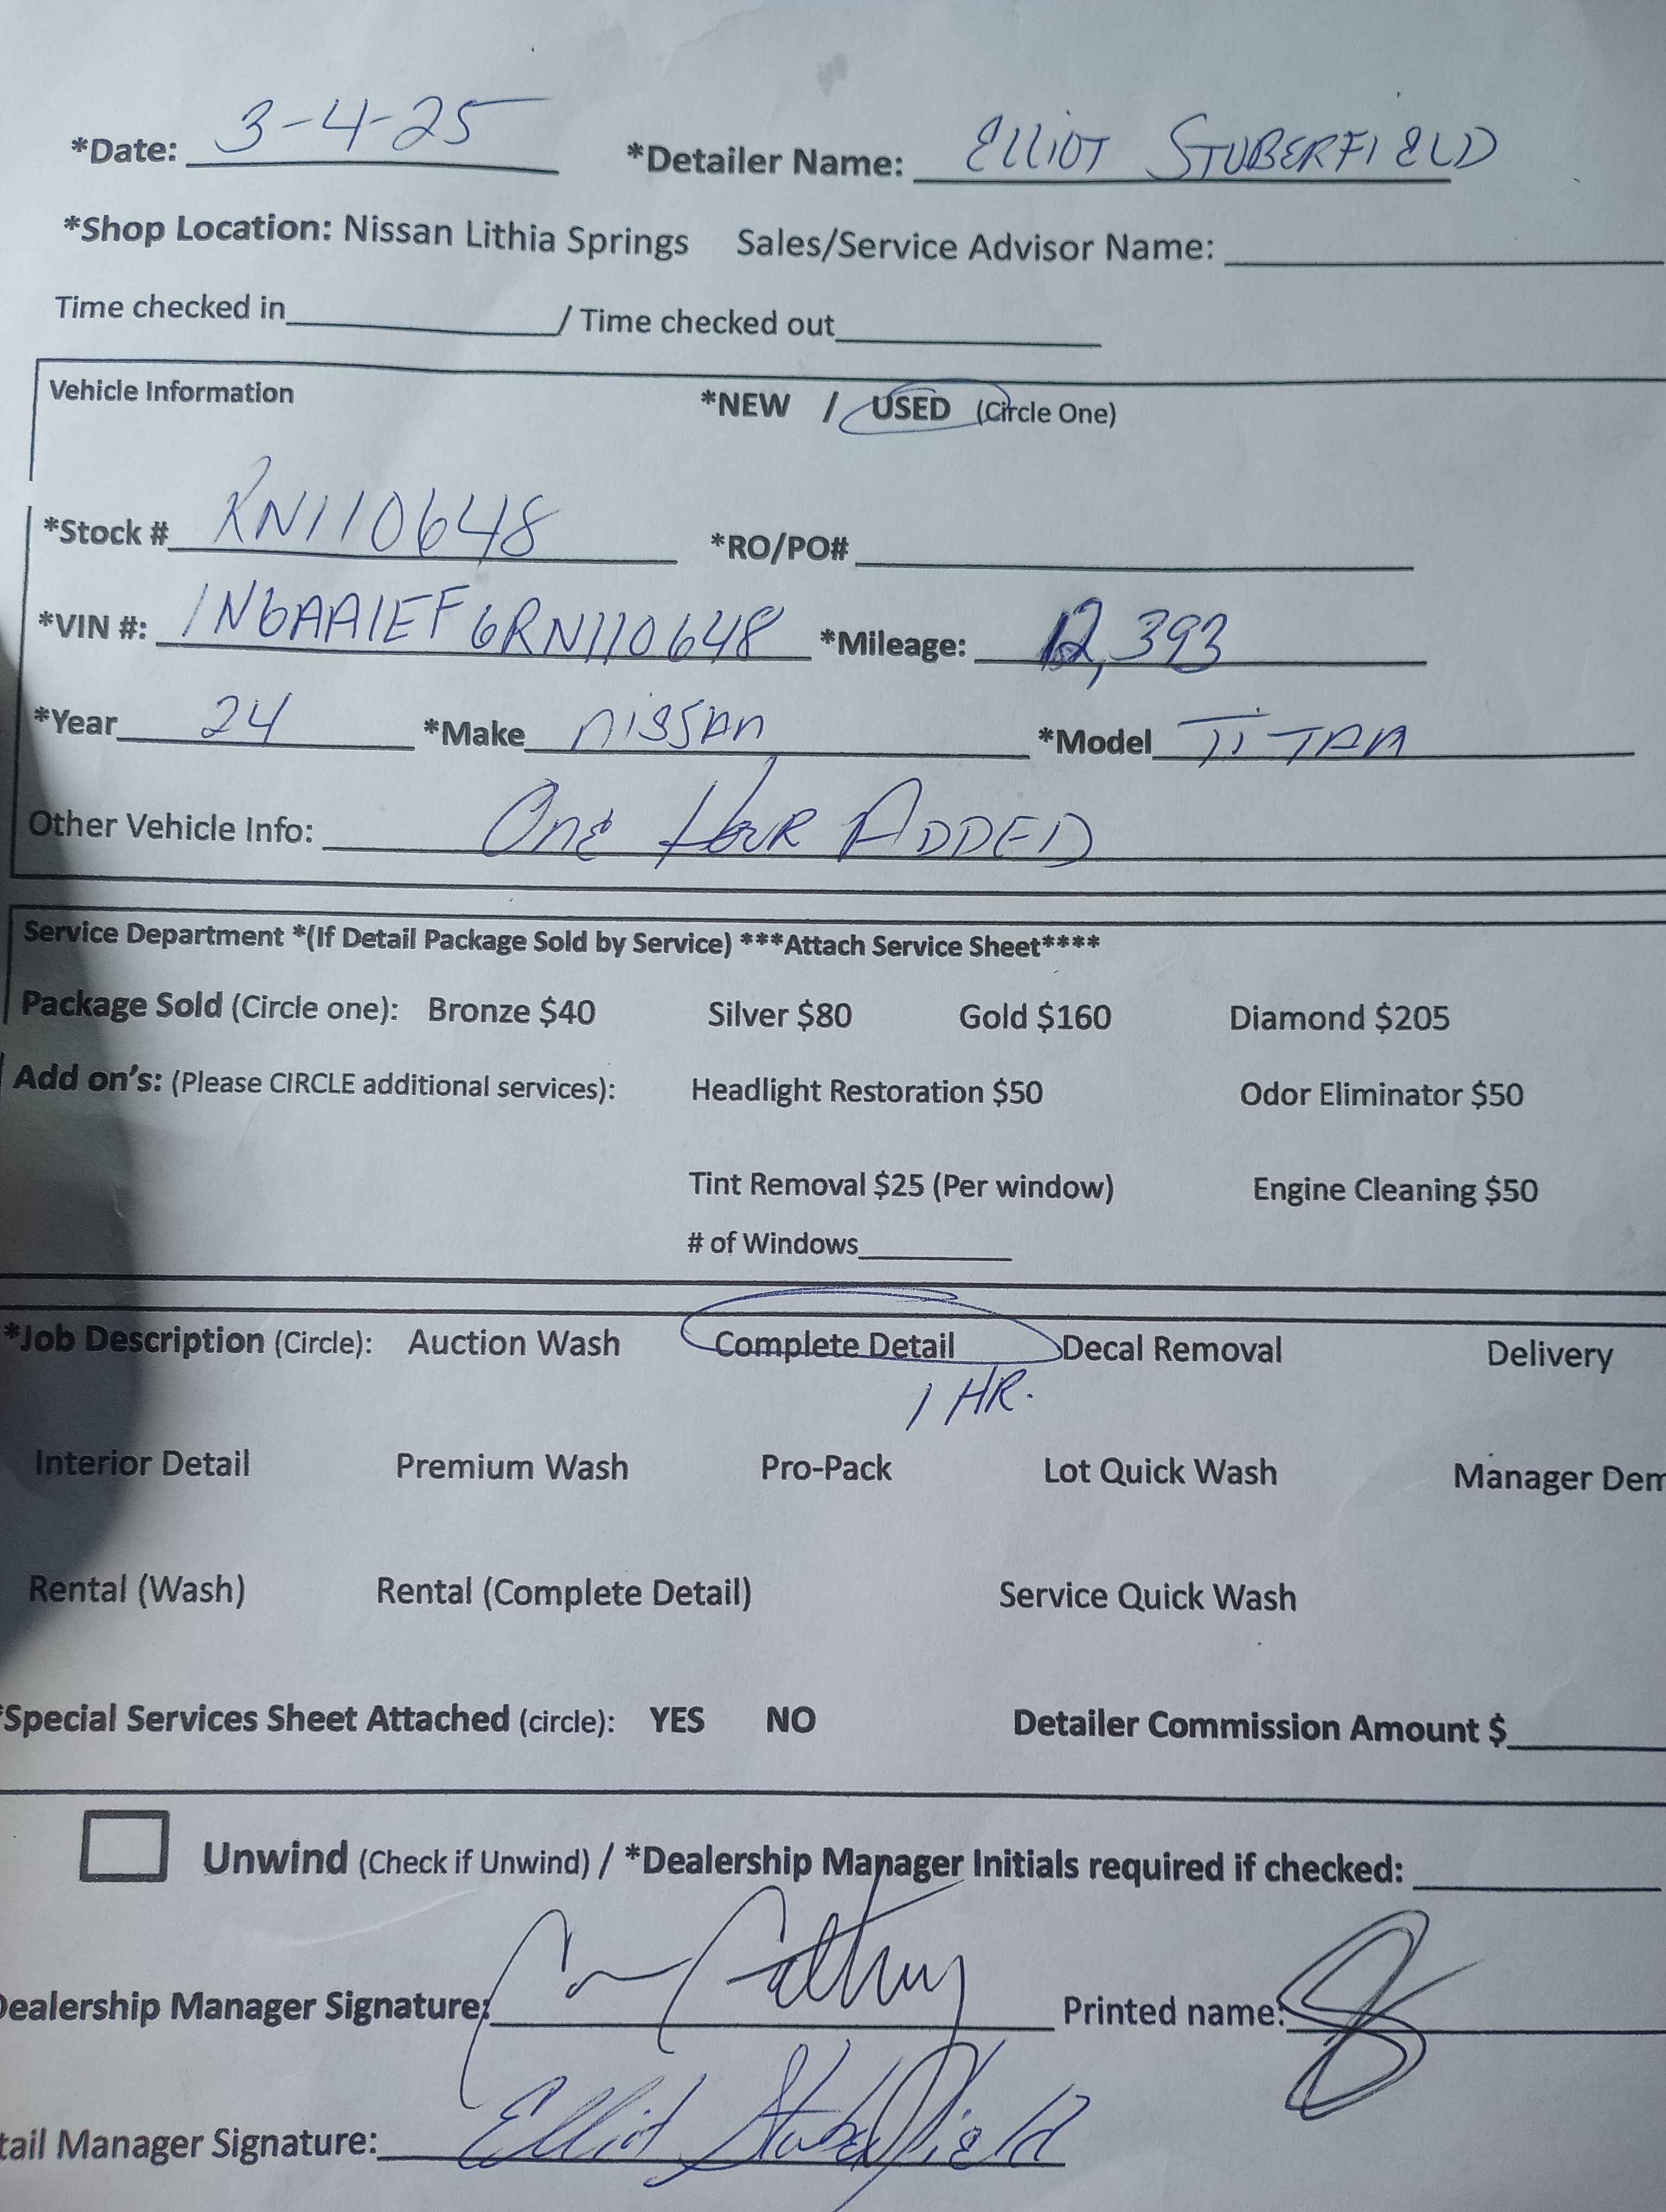 *Date: 3-4-25 *Detailer Name: Elliot STUBERFIELD
*Shop Location: Nissan Lithia Springs Sales/Service Advisor Name:
Time checked in / Time checked out
Vehicle Information *NEW / USED (Circle One)
*Stock # RN110648 *RO/PO#
*VIN #: 1N6AA1EF6RN110648 *Mileage: 12,393
*Year 24 *Make nissan *Model TiTAN
Other Vehicle Info: One Hour ADDED
Service Department *(If Detail Package Sold by Service) ***Attach Service Sheet****
Package Sold (Circle one): Bronze $40 Silver $80 Gold $160 Diamond $205
Add on's: (Please CIRCLE additional services): Headlight Restoration $50 Odor Eliminator $50
Tint Removal $25 (Per window) Engine Cleaning $50
# of Windows
*Job Description (Circle): Auction Wash Complete Detail Decal Removal Delivery
1 HR.
Interior Detail Premium Wash Pro-Pack Lot Quick Wash Manager Dem
Rental (Wash) Rental (Complete Detail) Service Quick Wash
*Special Services Sheet Attached (circle): YES NO Detailer Commission Amount $
Unwind (Check if Unwind) / *Dealership Manager Initials required if checked:
Dealership Manager Signature: Printed name:
tail Manager Signature: Elliot Stuberfield